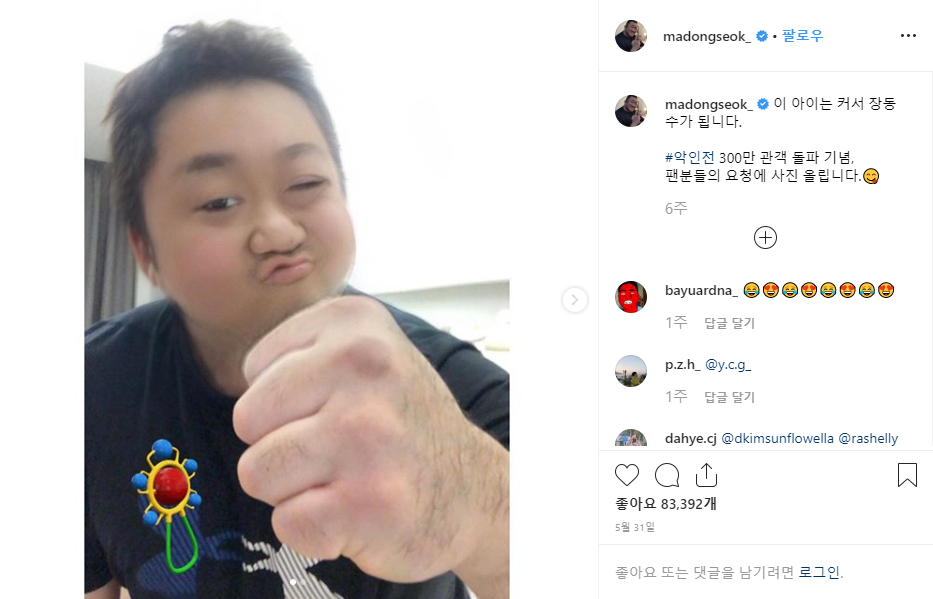 madongseok_ • 팔로우
madongseok_ 이 아이는 커서 장동
수가 됩니다.
#악인전 300만 관객 돌파 기념,
팬분들의 요청에 사진 올립니다.😋
6주
bayuardna_ 😂😍😂😍😂😍😂😍
1주 답글 달기
p.z.h_ @y.c.g_
1주 답글 달기
dahye.cj @dkimsunflowella @rashelly
좋아요 83,392개
5월 31일
좋아요 또는 댓글을 남기려면 로그인.